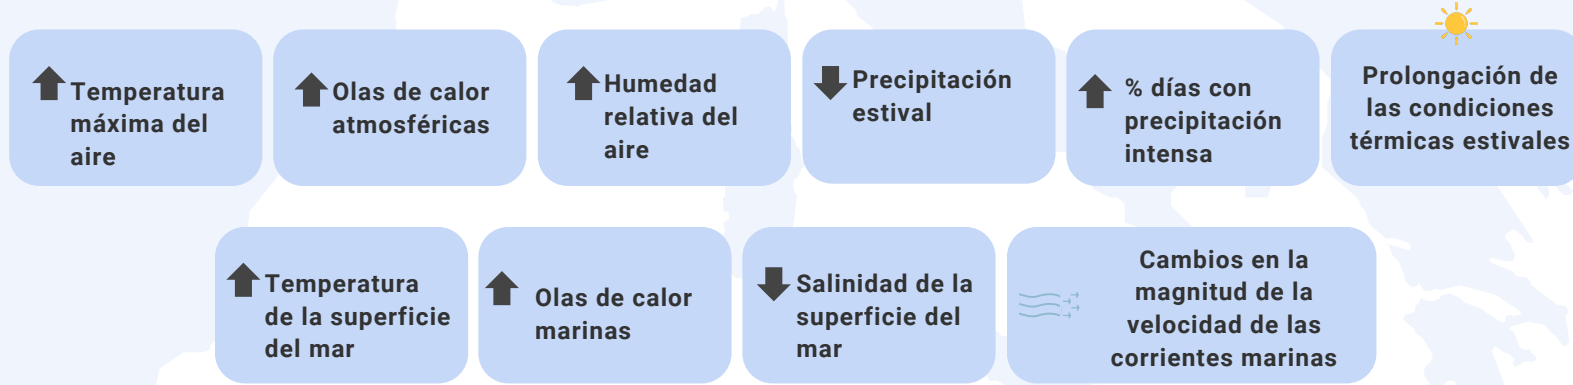 Temperatura
máxima del
aire
Olas de calor
atmosféricas
Humedad
relativa del
aire
Precipitación
estival
% días con
precipitación
intensa
Prolongación de
las condiciones
térmicas estivales
Temperatura
de la superficie
del mar
Olas de calor
marinas
Salinidad de la
superficie del
mar
Cambios en la
magnitud de la
velocidad de las
corrientes marinas